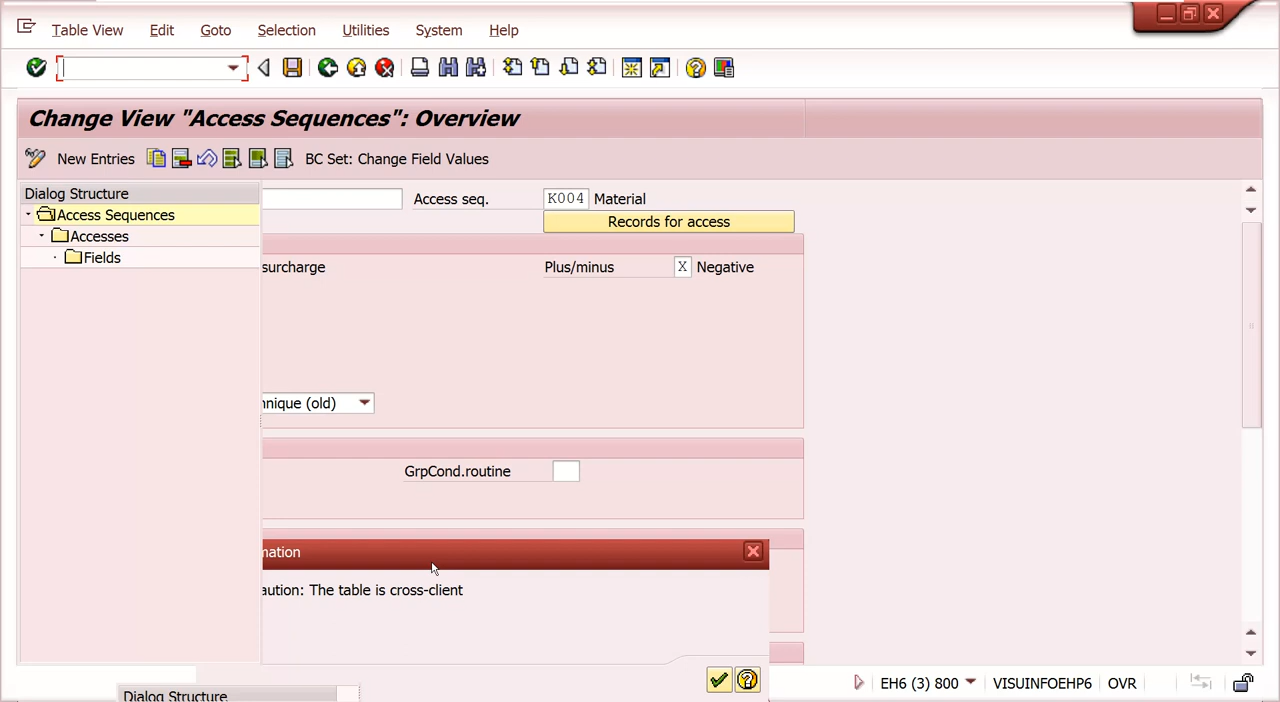 Table View Edit Goto Selection Utilities System Help
Change View "Access Sequences": Overview
New Entries BC Set: Change Field Values
Dialog Structure
Access Sequences
Accesses
Fields
Access seq. K004 Material
Records for access
surcharge Plus/minus X Negative
nnique (old)
GrpCond.routine
mation
aution: The table is cross-client
Dialog Structure
EH6 (3) 800 VISUINFOEHP6 OVR